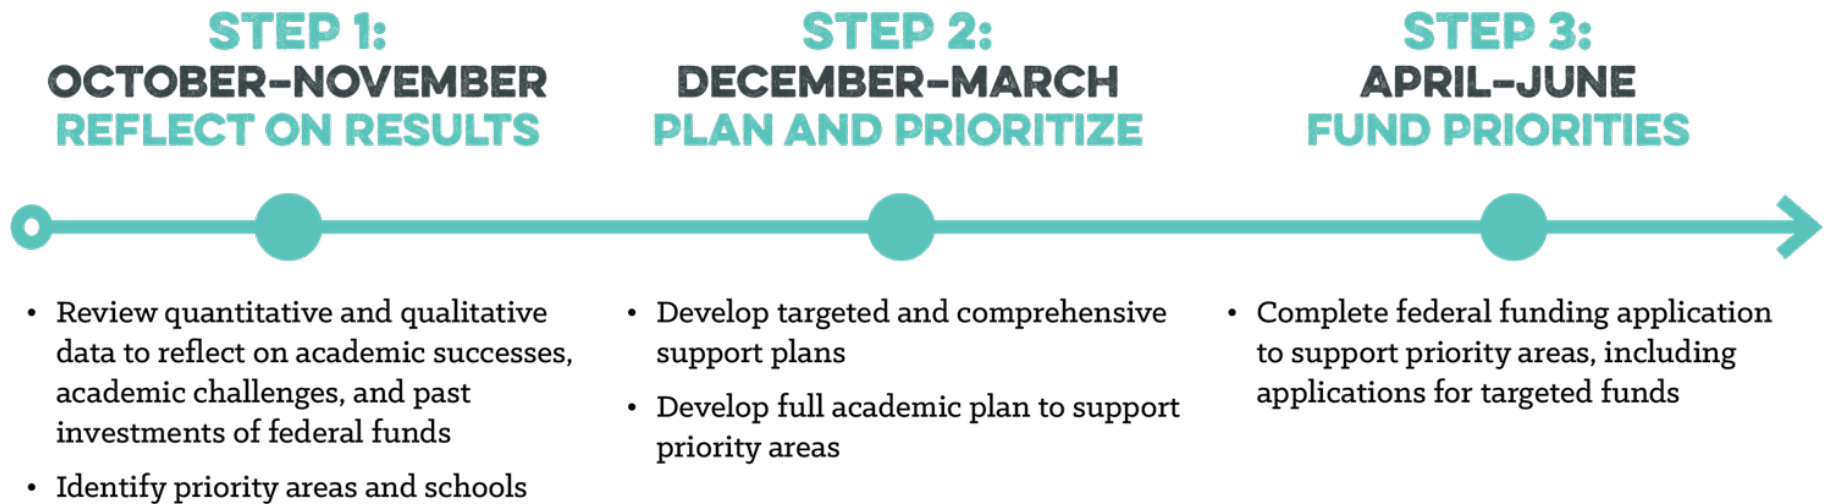 STEP 1:
OCTOBER–NOVEMBER
REFLECT ON RESULTS
• Review quantitative and qualitative
data to reflect on academic successes,
academic challenges, and past
investments of federal funds
• Identify priority areas and schools
STEP 2:
DECEMBER–MARCH
PLAN AND PRIORITIZE
• Develop targeted and comprehensive
support plans
• Develop full academic plan to support
priority areas
STEP 3:
APRIL–JUNE
FUND PRIORITIES
• Complete federal funding application
to support priority areas, including
applications for targeted funds